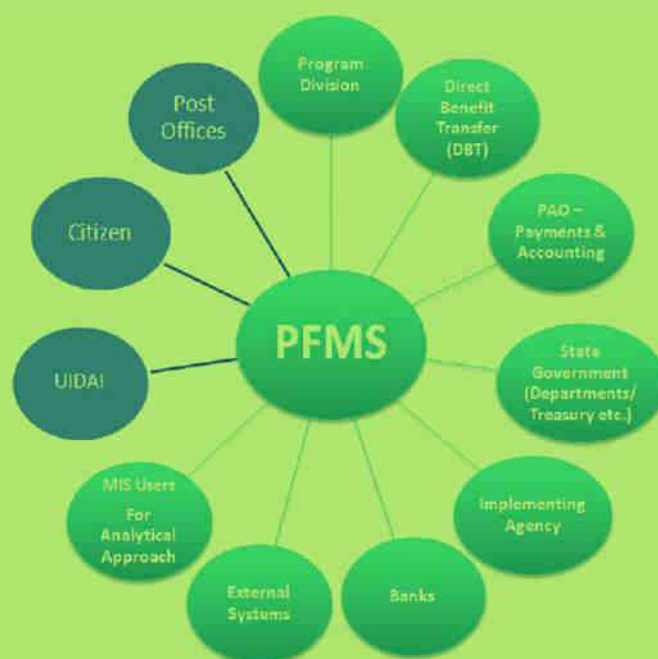 Program
Division
Direct
Benefit
Transfer
(DBT)
PAO –
Payments &
Accounting
State
Government
(Departments/
Treasury etc.)
Implementing
Agency
Banks
External
Systems
MIS Users
For
Analytical
Approach
UIDAI
Citizen
Post
Offices
PFMS